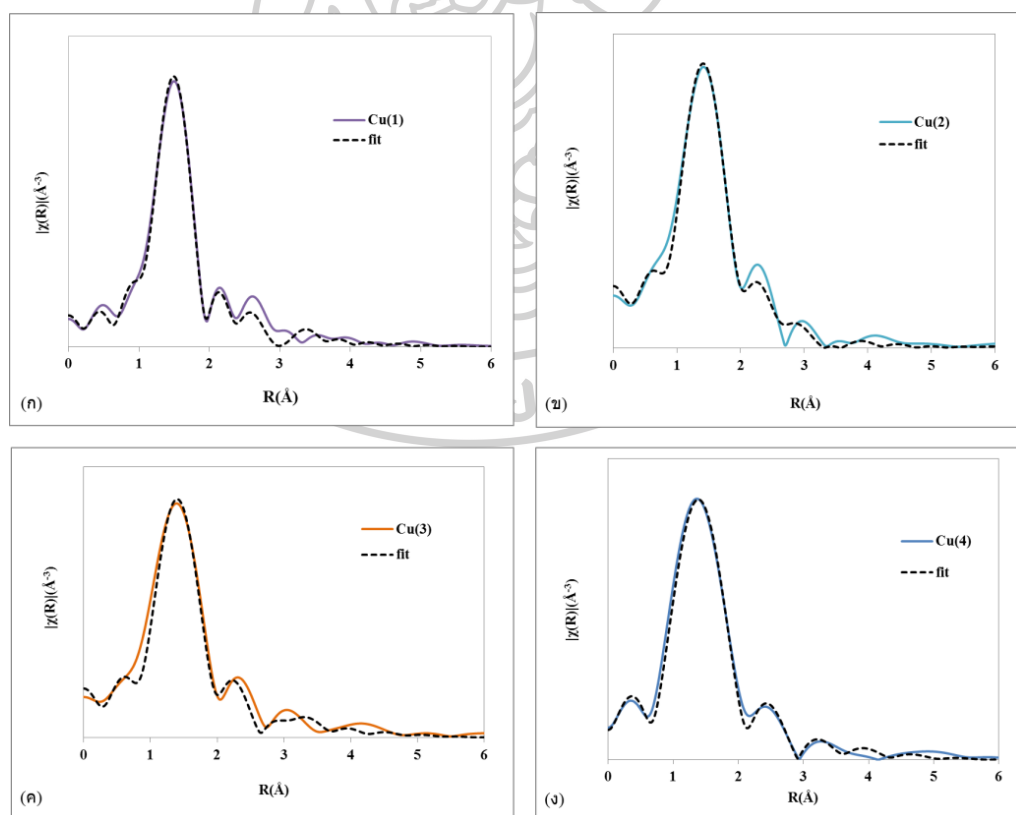 Cu(1)
fit
|χ(R)|(Å⁻³)
0 1 2 3 4 5 6
R(Å)
(ก)
Cu(2)
fit
|χ(R)|(Å⁻³)
0 1 2 3 4 5 6
R(Å)
(ข)
Cu(3)
fit
|χ(R)|(Å⁻³)
0 1 2 3 4 5 6
R(Å)
(ค)
Cu(4)
fit
|χ(R)|(Å⁻³)
0 1 2 3 4 5 6
R(Å)
(ง)